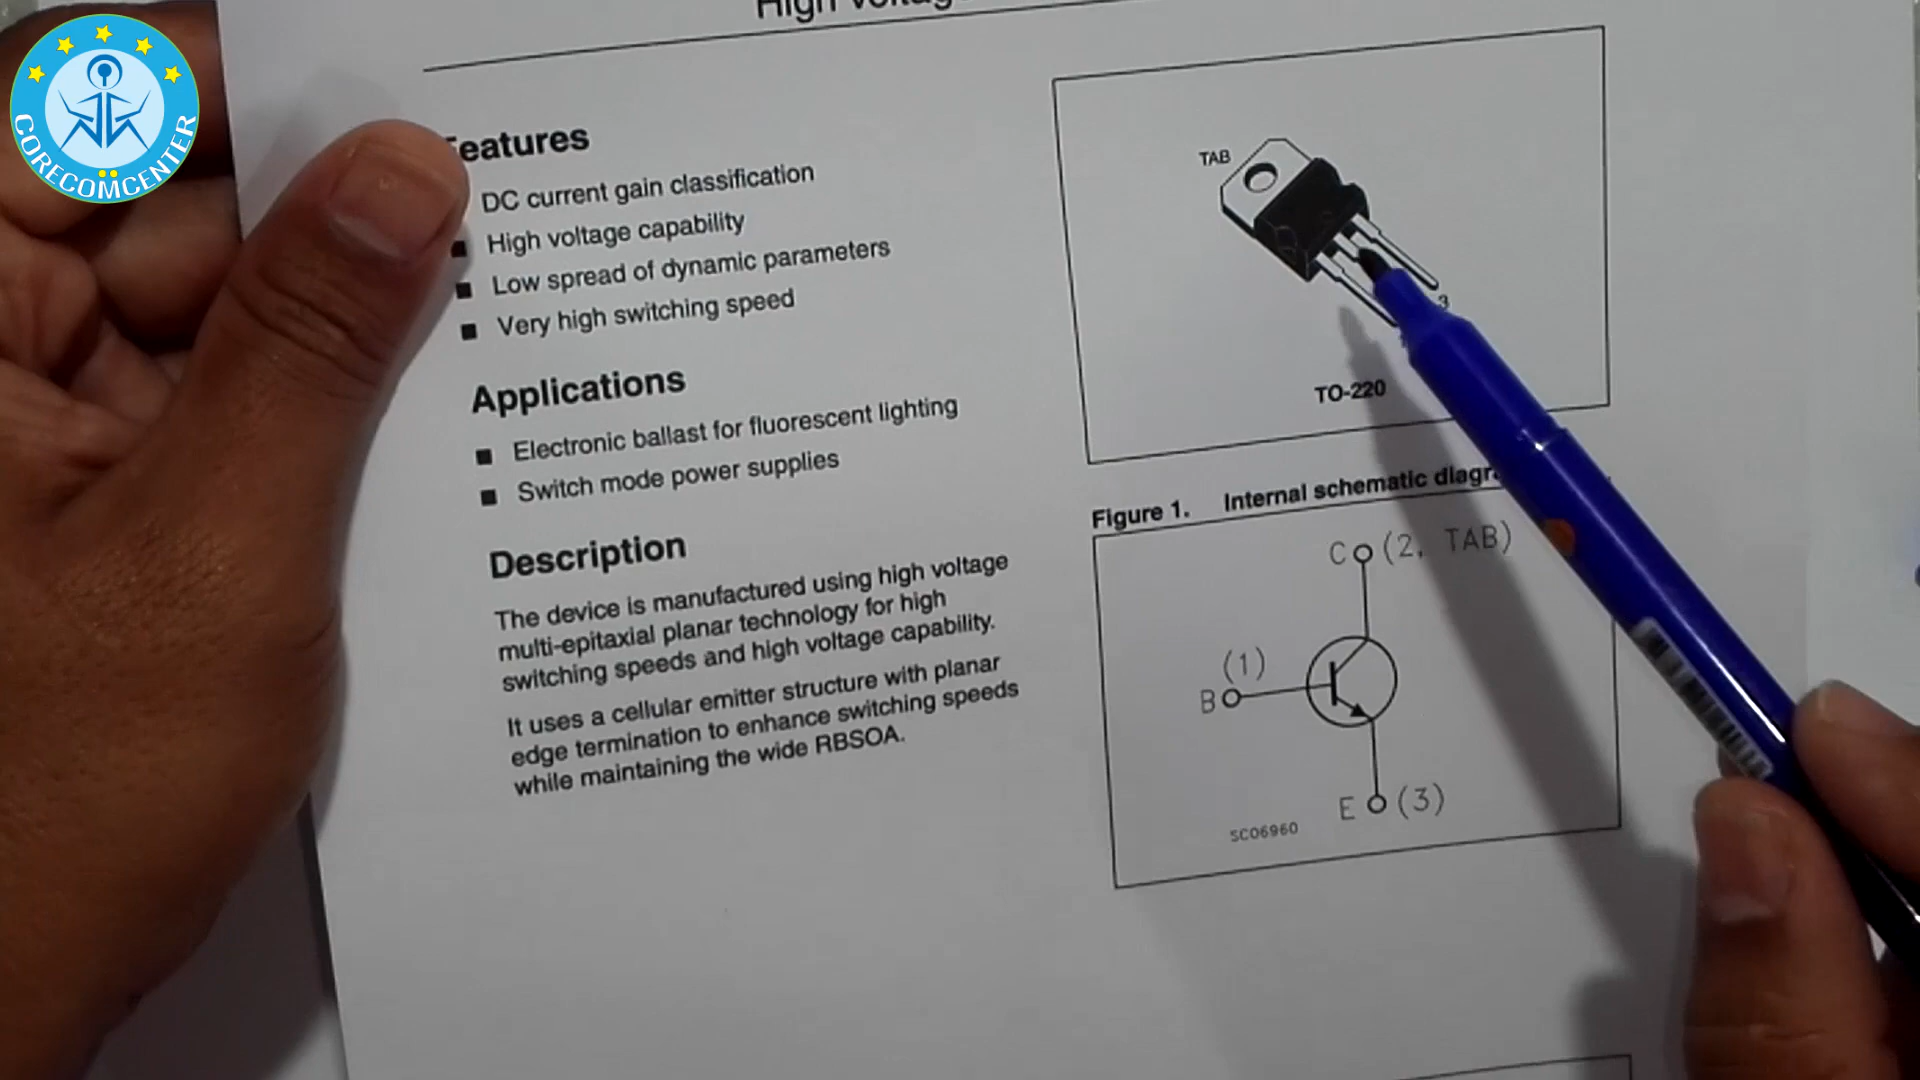 CORECOMCENTER
High
Features
DC current gain classification
■ High voltage capability
■ Low spread of dynamic parameters
■ Very high switching speed
Applications
■ Electronic ballast for fluorescent lighting
■ Switch mode power supplies
Description
The device is manufactured using high voltage
multi-epitaxial planar technology for high
switching speeds and high voltage capability.
It uses a cellular emitter structure with planar
edge termination to enhance switching speeds
while maintaining the wide RBSOA.
TAB
3
TO-220
Figure 1. Internal schematic
C (2, TAB)
(1)
B
E (3)
SC06960